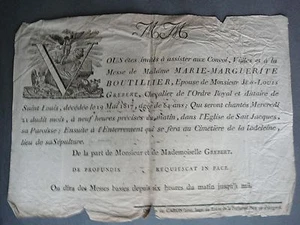 M
OUS êtes invités à assister aux Convoi, Vigiles et à la
Messe de Madame MARIE-MARGUERITE
BOUTILLIER, Epouse de Monsieur JEAN-LOUIS
GREBERT, Chevalier de l'Ordre Royal et Militaire de
Saint Louis, décédée le 19 Mai, âgée de 84 ans; Qui seront chantés Mercredi
21 dudit mois, à neuf heures précises du matin, dans l'Eglise de Saint Jacques,
sa Paroisse; Ensuite à l'Enterrement qui se fera au Cimetière de la Madeleine,
lieu de sa Sépulture.
De la part de Monsieur et de Mademoiselle GREBERT.
DE PROFUNDIS REQUIESCAT IN PACE
On dira des Messes basses depuis six heures du matin jusqu'à midi.